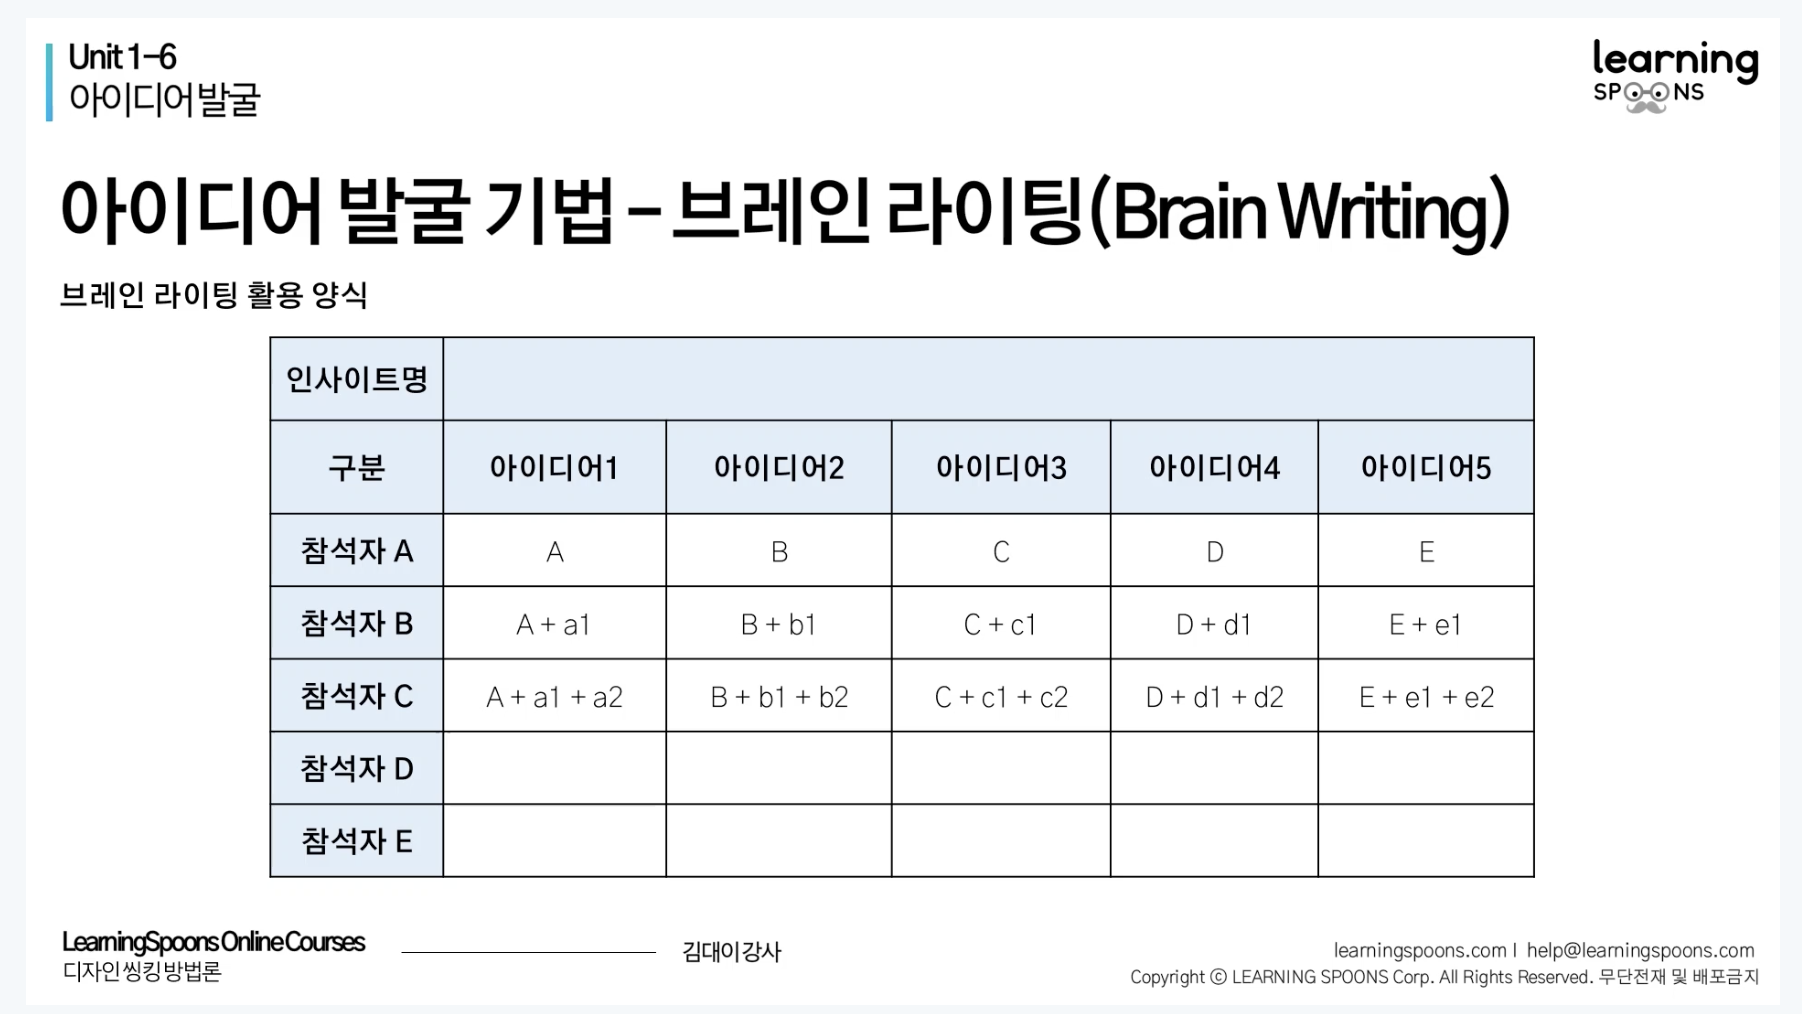 Unit 1-6
아이디어 발굴
learning
SPOONS
아이디어 발굴 기법 - 브레인 라이팅(Brain Writing)
브레인 라이팅 활용 양식
인사이트명
구분 아이디어1 아이디어2 아이디어3 아이디어4 아이디어5
참석자 A A B C D E
참석자 B A + a1 B + b1 C + c1 D + d1 E + e1
참석자 C A + a1 + a2 B + b1 + b2 C + c1 + c2 D + d1 + d2 E + e1 + e2
참석자 D
참석자 E
LearningSpoons Online Courses
디자인 씽킹 방법론
김대이 강사
learningspoons.com l help@learningspoons.com
Copyright ⓒ LEARNING SPOONS Corp. All Rights Reserved. 무단전재 및 배포금지